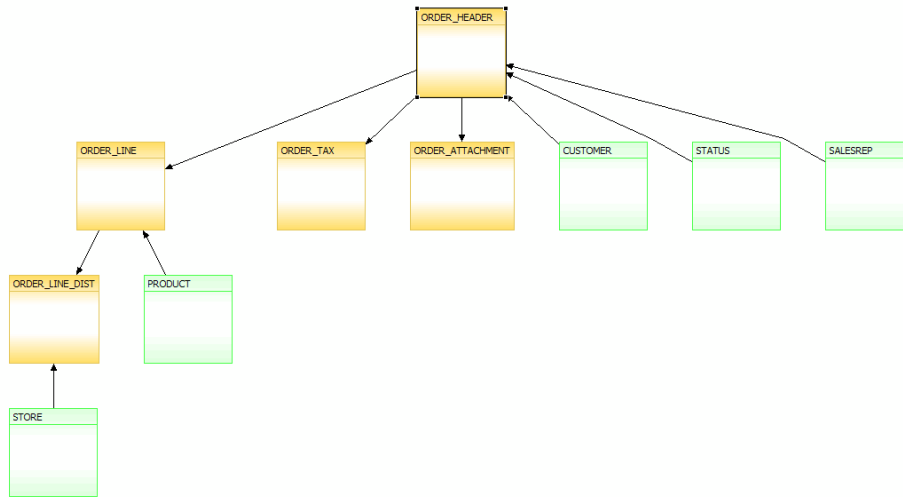 ORDER_HEADER
ORDER_LINE
ORDER_TAX
ORDER_ATTACHMENT
CUSTOMER
STATUS
SALESREP
ORDER_LINE_DIST
PRODUCT
STORE